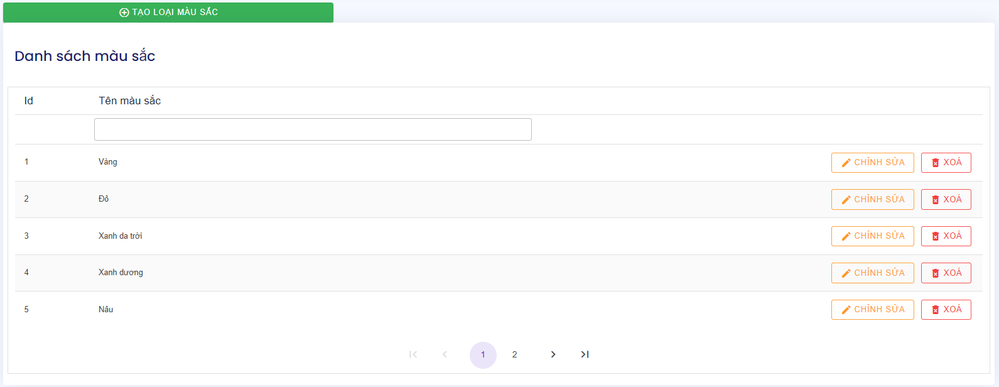 TẠO LOẠI MÀU SẮC
Danh sách màu sắc
Id Tên màu sắc
1 Vàng CHỈNH SỬA XOÁ
2 Đỏ CHỈNH SỬA XOÁ
3 Xanh da trời CHỈNH SỬA XOÁ
4 Xanh dương CHỈNH SỬA XOÁ
5 Nâu CHỈNH SỬA XOÁ
1 2